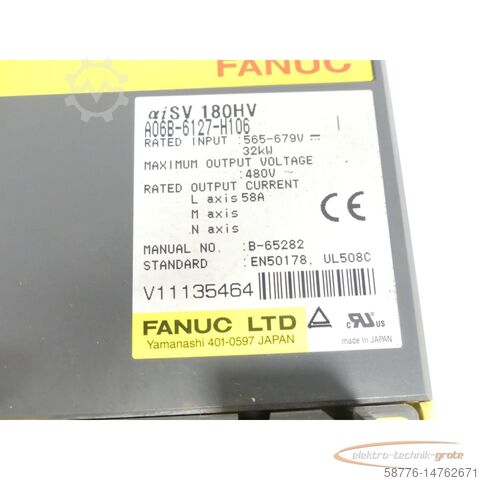 FANUC
αiSV 180HV
A06B-6127-H106 I
RATED INPUT :565-679V ⎓
32kW
MAXIMUM OUTPUT VOLTAGE
:480V ~
RATED OUTPUT CURRENT
L axis 58A
M axis
N axis
CE
MANUAL NO. :B-65282
STANDARD :EN50178, UL508C
V11135464
FANUC LTD
Yamanashi 401-0597 JAPAN
c RU US
made in JAPAN
elektro-technik-grote
58776-14762671